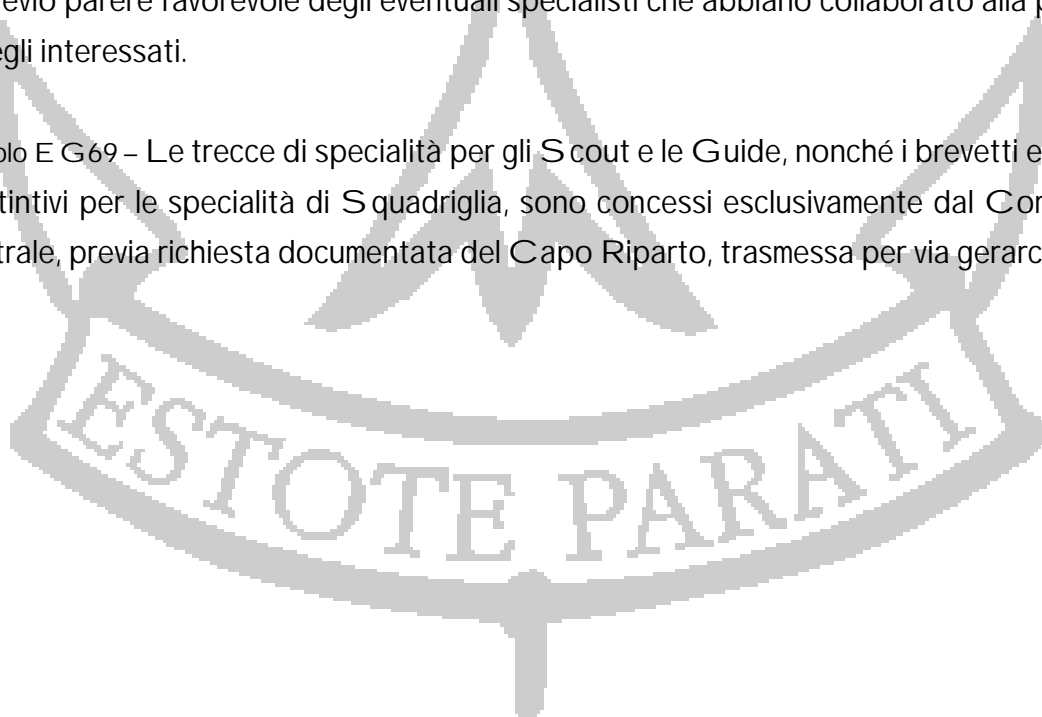 revio parere favorevole degli eventuali specialisti che abbiano collaborato alla p
egli interessati.
olo E G69 – Le trecce di specialità per gli Scout e le Guide, nonché i brevetti e
tintivi per le specialità di Squadriglia, sono concessi esclusivamente dal Con
trale, previa richiesta documentata del Capo Riparto, trasmessa per via gerarc
ESTOTE PARATI